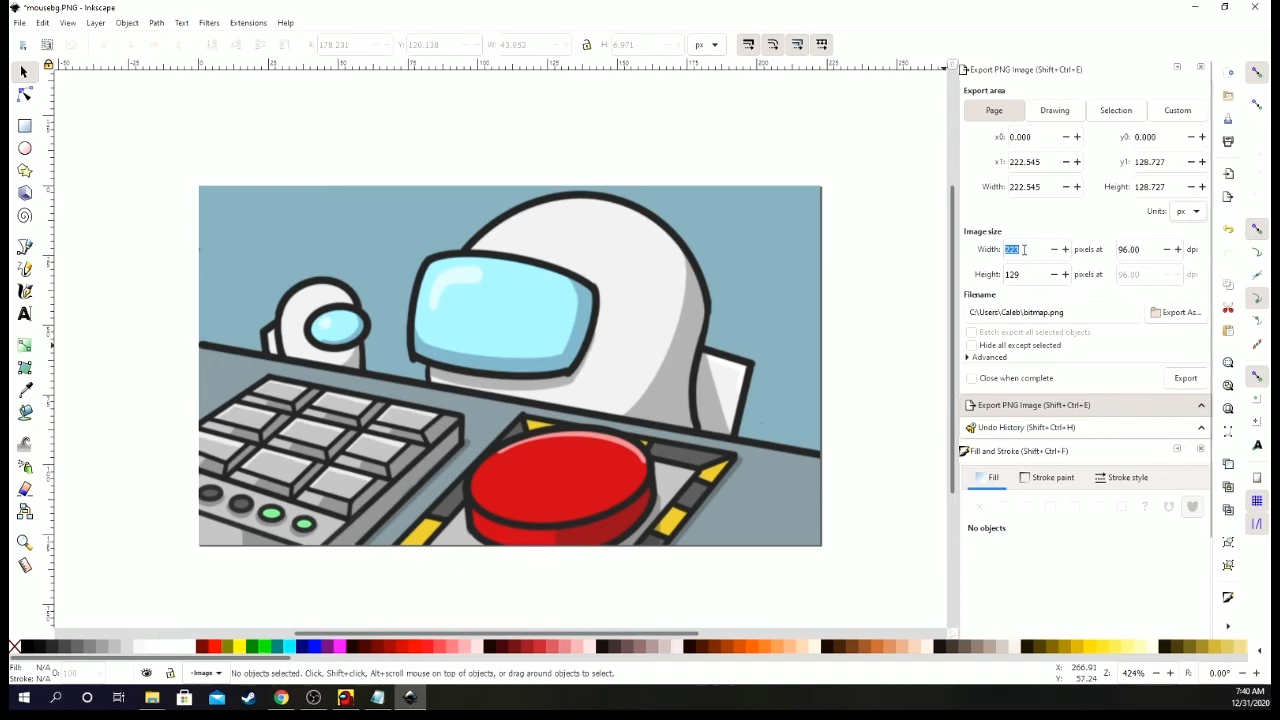 *mousebg.PNG - Inkscape
File Edit View Layer Object Path Text Filters Extensions Help
X: 178.231 Y: 120.138 W: 43.052 H: 6.971 px
Export PNG Image (Shift+Ctrl+E)
Export area
Page Drawing Selection Custom
x0: 0.000 y0: 0.000
x1: 222.545 y1: 128.727
Width: 222.545 Height: 128.727
Units: px
Image size
Width: 223 pixels at 96.00 dpi
Height: 129 pixels at 96.00 dpi
Filename
C:\Users\Caleb\bitmap.png Export As...
Batch export all selected objects
Hide all except selected
Advanced
Close when complete Export
Export PNG Image (Shift+Ctrl+E)
Undo History (Shift+Ctrl+H)
Fill and Stroke (Shift+Ctrl+F)
Fill Stroke paint Stroke style
No objects
Fill: N/A
Stroke: N/A
O: 100
-Image No objects selected. Click, Shift+click, Alt+scroll mouse on top of objects, or drag around objects to select.
X: 266.91
Y: 57.24
Z: 424% R: 0.00°
7:40 AM
12/31/2020